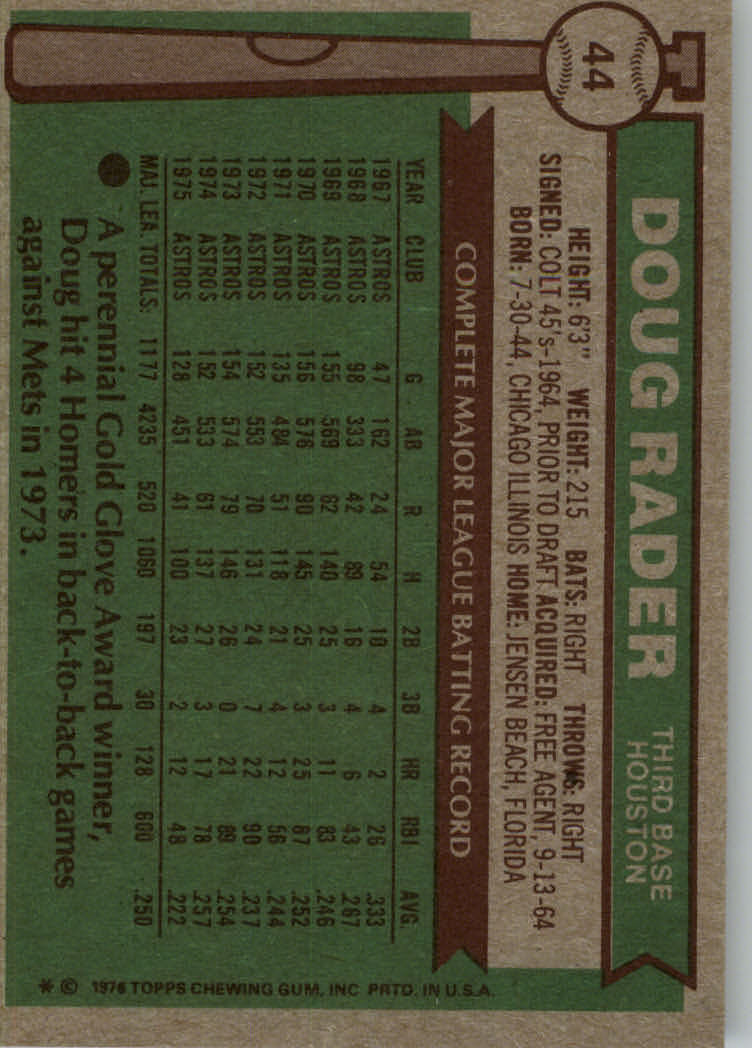 44
DOUG RADER
THIRD BASE
HOUSTON
HEIGHT: 6'3" WEIGHT: 215 BATS: RIGHT THROWS: RIGHT
SIGNED: COLT 45's-1964, PRIOR TO DRAFT ACQUIRED: FREE AGENT, 9-13-64
BORN: 7-30-44, CHICAGO ILLINOIS HOME: JENSEN BEACH, FLORIDA
COMPLETE MAJOR LEAGUE BATTING RECORD
YEAR CLUB G AB R H 2B 3B HR RBI AVG.
1967 ASTROS 47 162 24 54 10 4 2 26 .333
1968 ASTROS 98 333 42 89 16 4 6 43 .267
1969 ASTROS 155 569 62 140 25 3 11 83 .246
1970 ASTROS 156 576 90 145 25 3 25 87 .252
1971 ASTROS 135 484 51 118 21 4 12 56 .244
1972 ASTROS 152 553 70 131 24 7 22 90 .237
1973 ASTROS 154 574 79 146 26 0 21 89 .254
1974 ASTROS 152 533 61 137 27 3 17 78 .257
1975 ASTROS 128 451 41 100 23 2 12 48 .222
MAJ. LEA. TOTALS: 1177 4235 520 1060 197 30 128 600 .250
A perennial Gold Glove Award winner,
Doug hit 4 Homers in back-to-back games
against Mets in 1973.
* © 1976 TOPPS CHEWING GUM, INC PRTD. IN U.S.A.